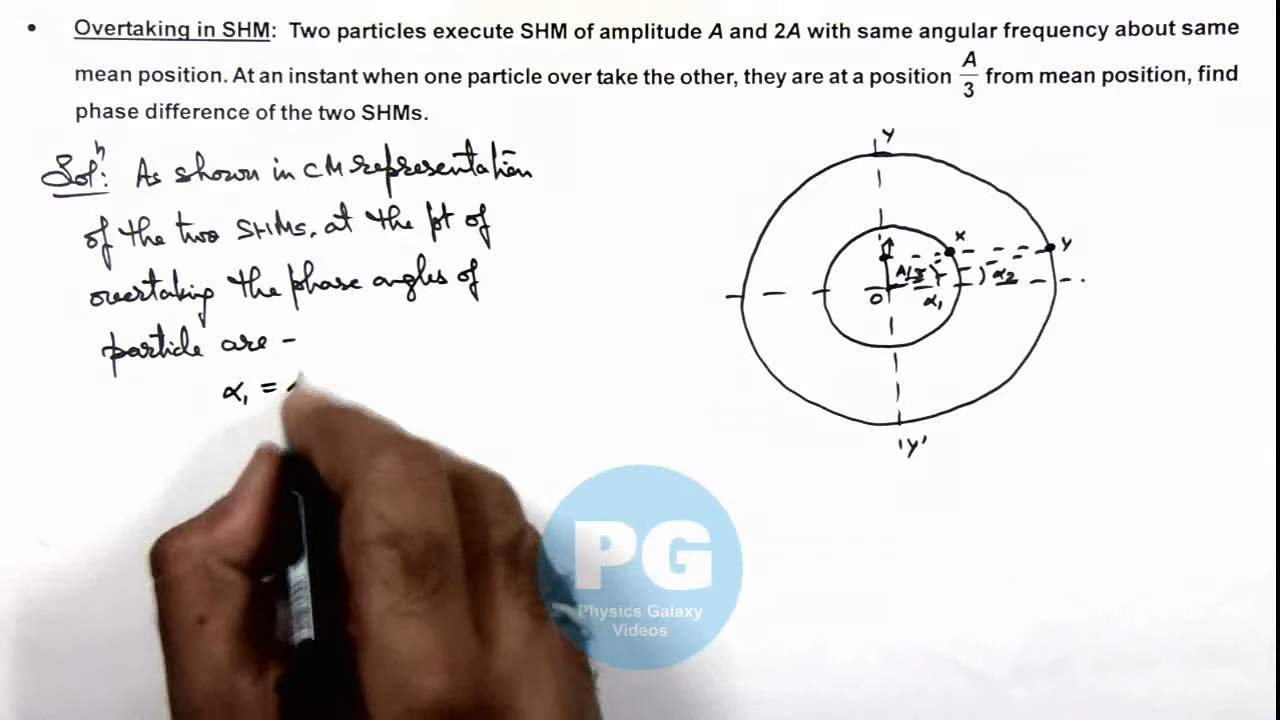 • Overtaking in SHM: Two particles execute SHM of amplitude A and 2A with same angular frequency about same
mean position. At an instant when one particle over take the other, they are at a position A/3 from mean position, find
phase difference of the two SHMs.
Solⁿ: As shown in CM representation
of the two SHMs, at the pt of
overtaking the phase angles of
particle are –
α₁ =
Y
X
Y
A/3
α₂
O
α₁
Y'
PG
Physics Galaxy
Videos